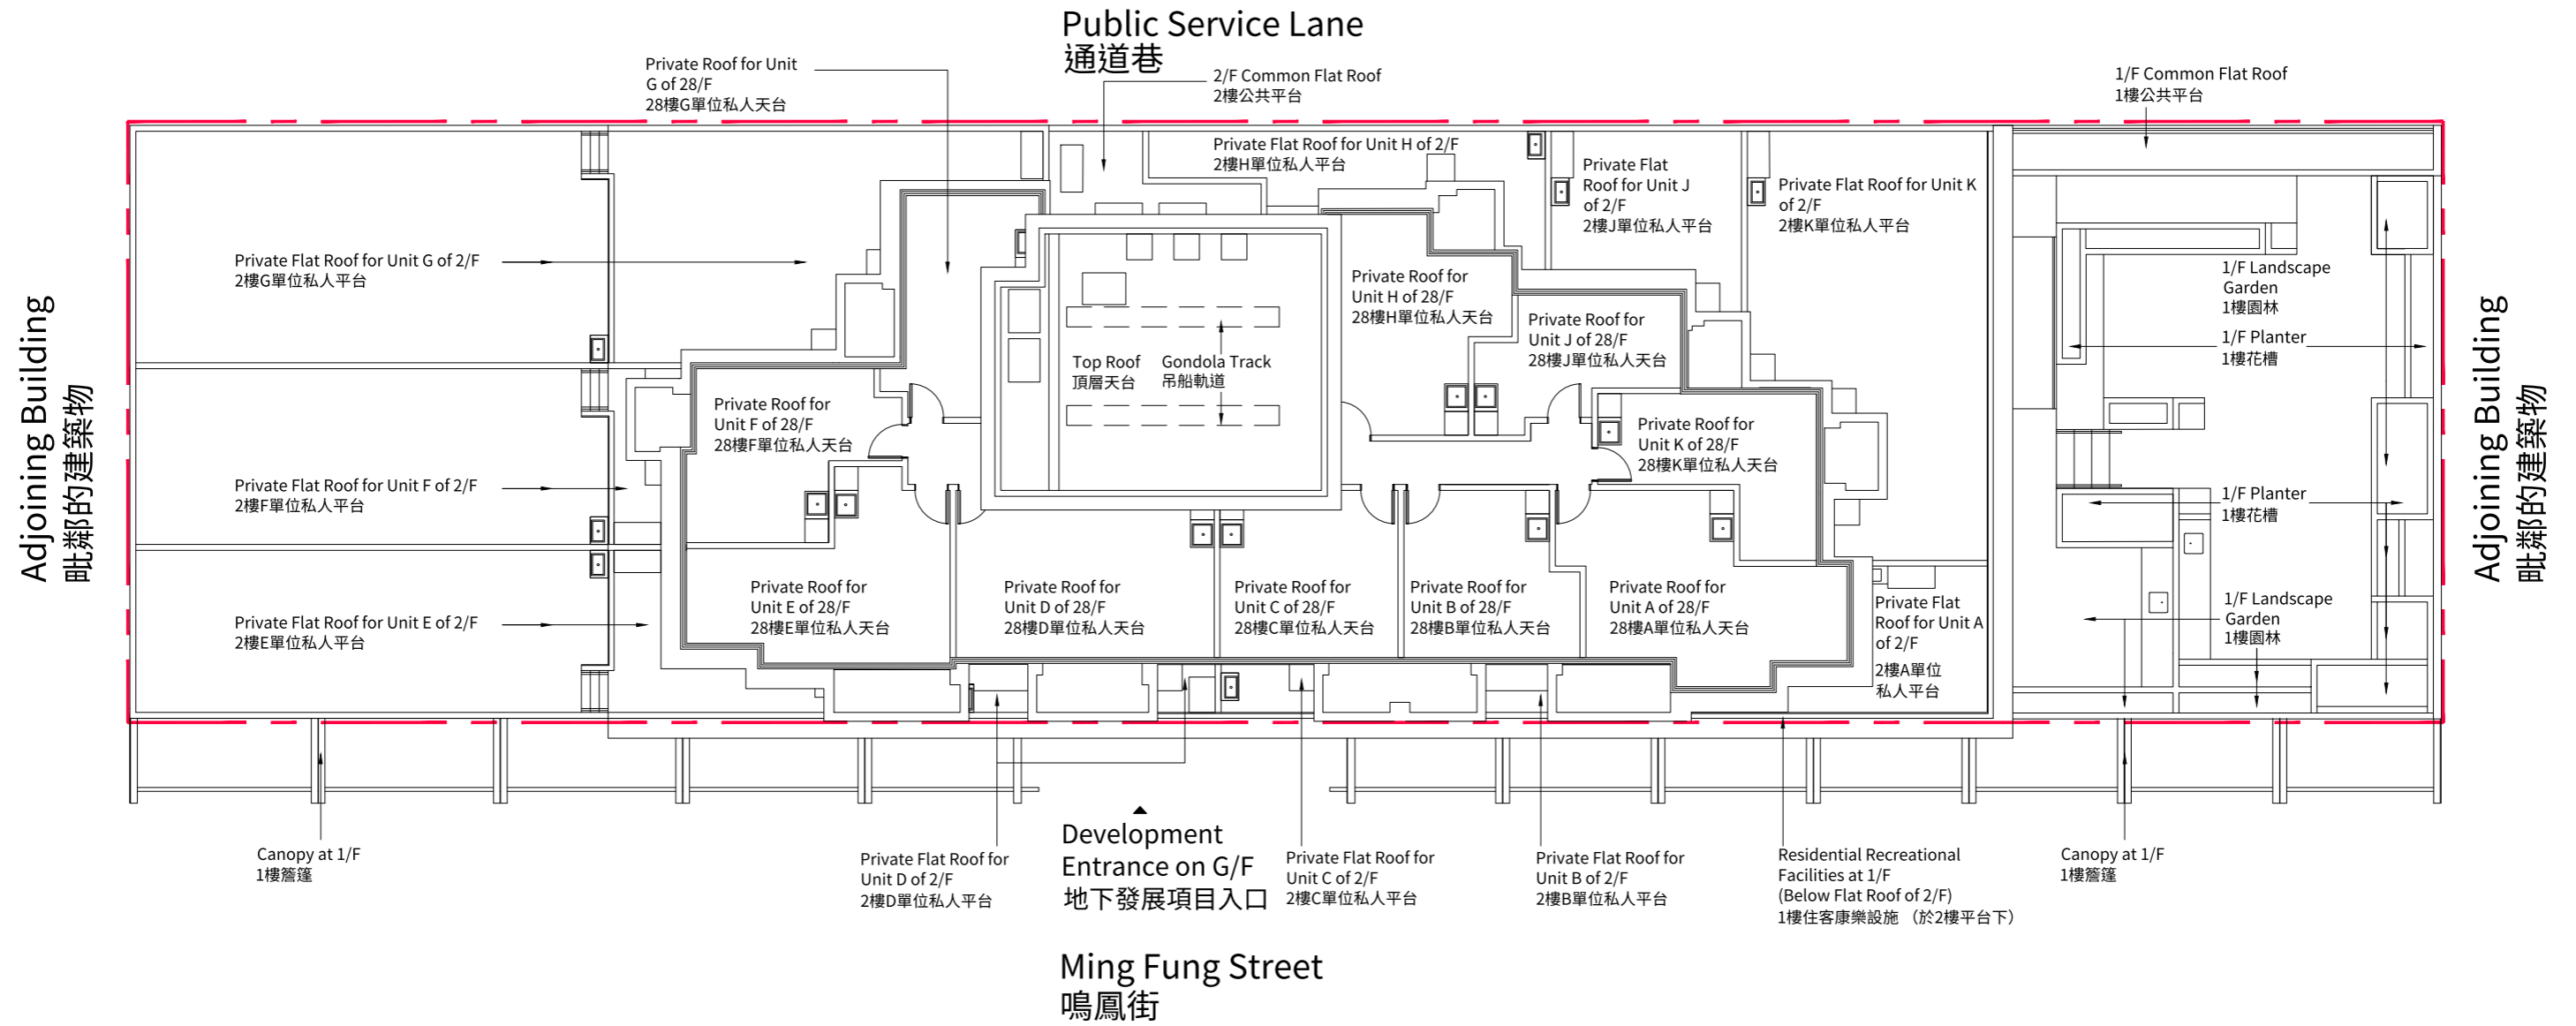 Public Service Lane
通道巷
Private Roof for Unit
G of 28/F
28樓G單位私人天台
2/F Common Flat Roof
2樓公共平台
1/F Common Flat Roof
1樓公共平台
Private Flat Roof for Unit H of 2/F
2樓H單位私人平台
Private Flat
Roof for Unit J
of 2/F
2樓J單位私人平台
Private Flat Roof for Unit K
of 2/F
2樓K單位私人平台
Private Flat Roof for Unit G of 2/F
2樓G單位私人平台
Private Roof for
Unit H of 28/F
28樓H單位私人天台
1/F Landscape
Garden
1樓園林
Private Roof for
Unit J of 28/F
28樓J單位私人天台
1/F Planter
1樓花槽
Top Roof
頂層天台
Gondola Track
吊船軌道
Adjoining Building
毗鄰的建築物
Adjoining Building
毗鄰的建築物
Private Roof for
Unit F of 28/F
28樓F單位私人天台
Private Roof for
Unit K of 28/F
28樓K單位私人天台
Private Flat Roof for Unit F of 2/F
2樓F單位私人平台
1/F Planter
1樓花槽
Private Roof for
Unit E of 28/F
28樓E單位私人天台
Private Roof for
Unit D of 28/F
28樓D單位私人天台
Private Roof for
Unit C of 28/F
28樓C單位私人天台
Private Roof for
Unit B of 28/F
28樓B單位私人天台
Private Roof for
Unit A of 28/F
28樓A單位私人天台
Private Flat
Roof for Unit A
of 2/F
2樓A單位
私人平台
1/F Landscape
Garden
1樓園林
Private Flat Roof for Unit E of 2/F
2樓E單位私人平台
Canopy at 1/F
1樓簷篷
Private Flat Roof for
Unit D of 2/F
2樓D單位私人平台
Development
Entrance on G/F
地下發展項目入口
Private Flat Roof for
Unit C of 2/F
2樓C單位私人平台
Private Flat Roof for
Unit B of 2/F
2樓B單位私人平台
Residential Recreational
Facilities at 1/F
(Below Flat Roof of 2/F)
1樓住客康樂設施 （於2樓平台下）
Canopy at 1/F
1樓簷篷
Ming Fung Street
鳴鳳街